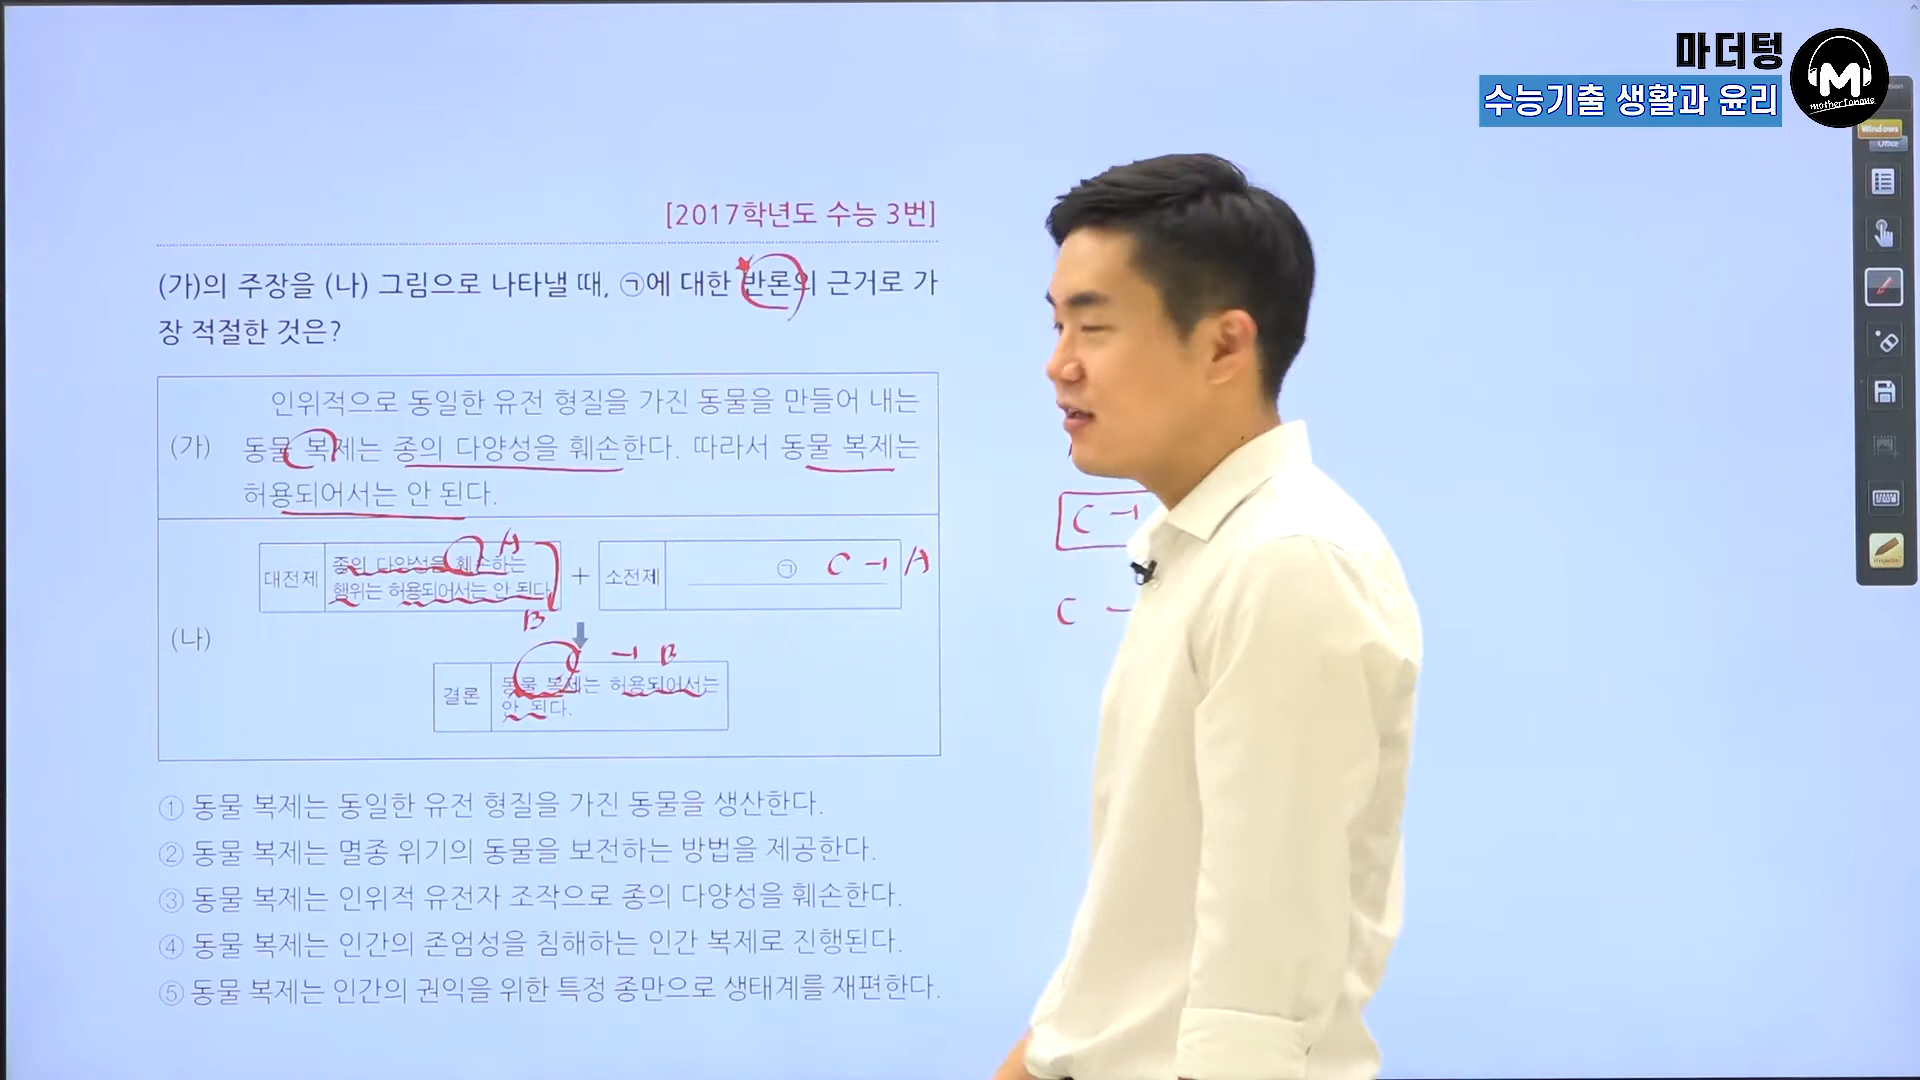 마더텅
수능기출 생활과 윤리
M
mothertongue
Windows
Office
[2017학년도 수능 3번]
(가)의 주장을 (나) 그림으로 나타낼 때, ㉠에 대한 반론의 근거로 가
장 적절한 것은?
(가)
인위적으로 동일한 유전 형질을 가진 동물을 만들어 내는
동물 복제는 종의 다양성을 훼손한다. 따라서 동물 복제는
허용되어서는 안 된다.
(나)
대전제
종의 다양성을 훼손하는 A
행위는 허용되어서는 안 된다.
B
+
소전제
㉠ C → A
C → B
결론
동물 복제는 허용되어서는
안 된다.
C →
C
① 동물 복제는 동일한 유전 형질을 가진 동물을 생산한다.
② 동물 복제는 멸종 위기의 동물을 보전하는 방법을 제공한다.
③ 동물 복제는 인위적 유전자 조작으로 종의 다양성을 훼손한다.
④ 동물 복제는 인간의 존엄성을 침해하는 인간 복제로 진행된다.
⑤ 동물 복제는 인간의 권익을 위한 특정 종만으로 생태계를 재편한다.